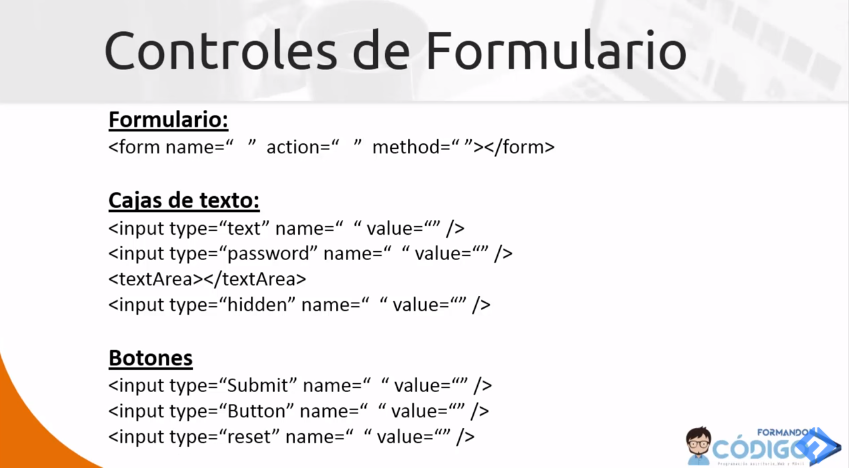 Controles de Formulario
Formulario:
<form name=“ ” action=“ ” method=“ ”></form>
Cajas de texto:
<input type=“text” name=“ “ value=“” />
<input type=“password” name=“ “ value=“” />
<textArea></textArea>
<input type=“hidden” name=“ “ value=“” />
Botones
<input type=“Submit” name=“ “ value=“” />
<input type=“Button” name=“ “ value=“” />
<input type=“reset” name=“ “ value=“” />
FORMANDO
CÓDIGO